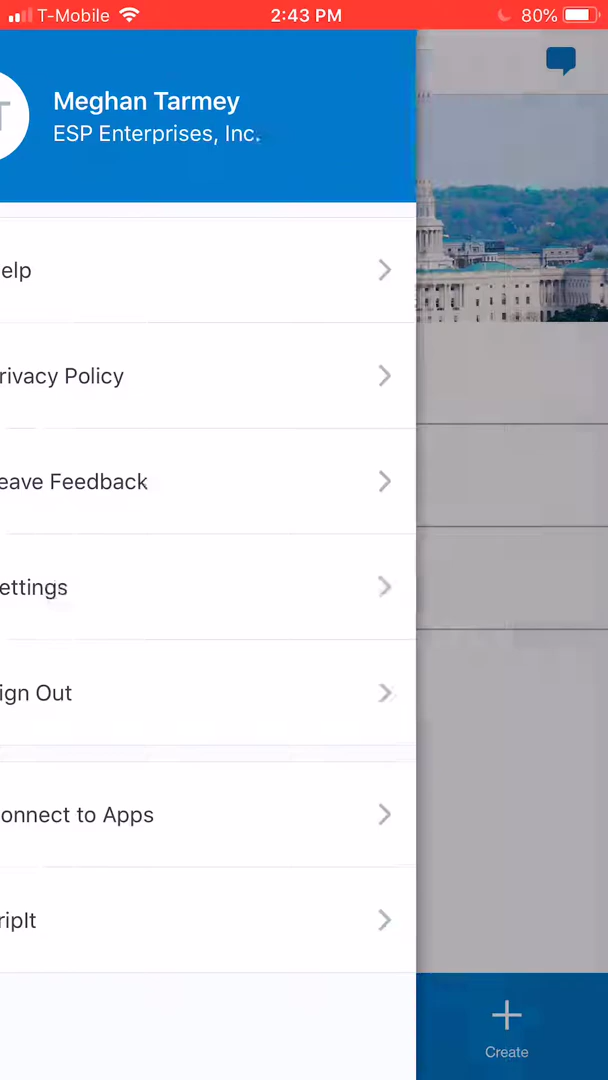 T-Mobile 2:43 PM 80%
T
Meghan Tarmey
ESP Enterprises, Inc.
elp
rivacy Policy
eave Feedback
ettings
ign Out
onnect to Apps
ripIt
Create